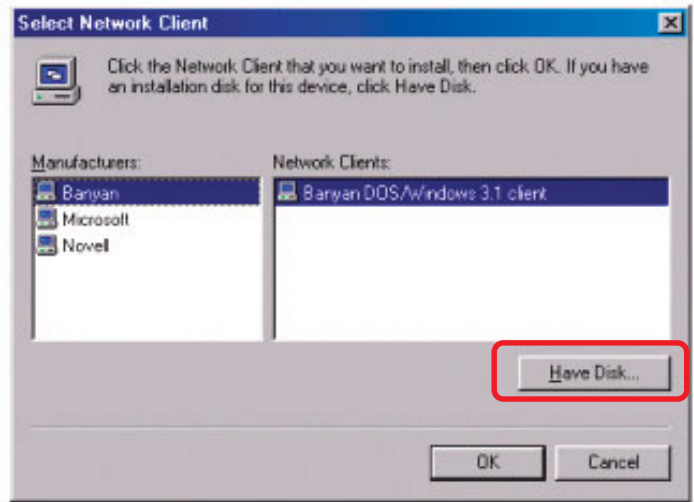 Select Network Client
Click the Network Client that you want to install, then click OK. If you have
an installation disk for this device, click Have Disk.
Manufacturers:
Network Clients:
Banyan
Microsoft
Novell
Banyan DOS/Windows 3.1 client
Have Disk...
OK
Cancel